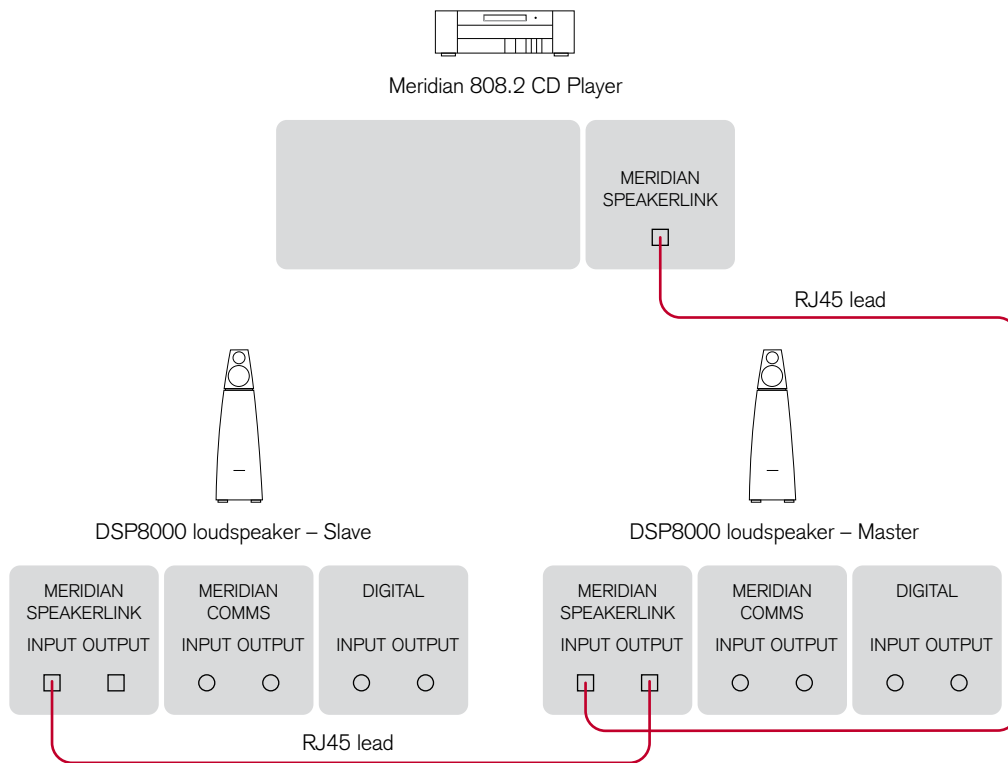 Meridian 808.2 CD Player
MERIDIAN
SPEAKERLINK
RJ45 lead
DSP8000 loudspeaker – Slave
DSP8000 loudspeaker – Master
MERIDIAN
SPEAKERLINK
INPUT OUTPUT
MERIDIAN
COMMS
INPUT OUTPUT
DIGITAL
INPUT OUTPUT
MERIDIAN
SPEAKERLINK
INPUT OUTPUT
MERIDIAN
COMMS
INPUT OUTPUT
DIGITAL
INPUT OUTPUT
RJ45 lead